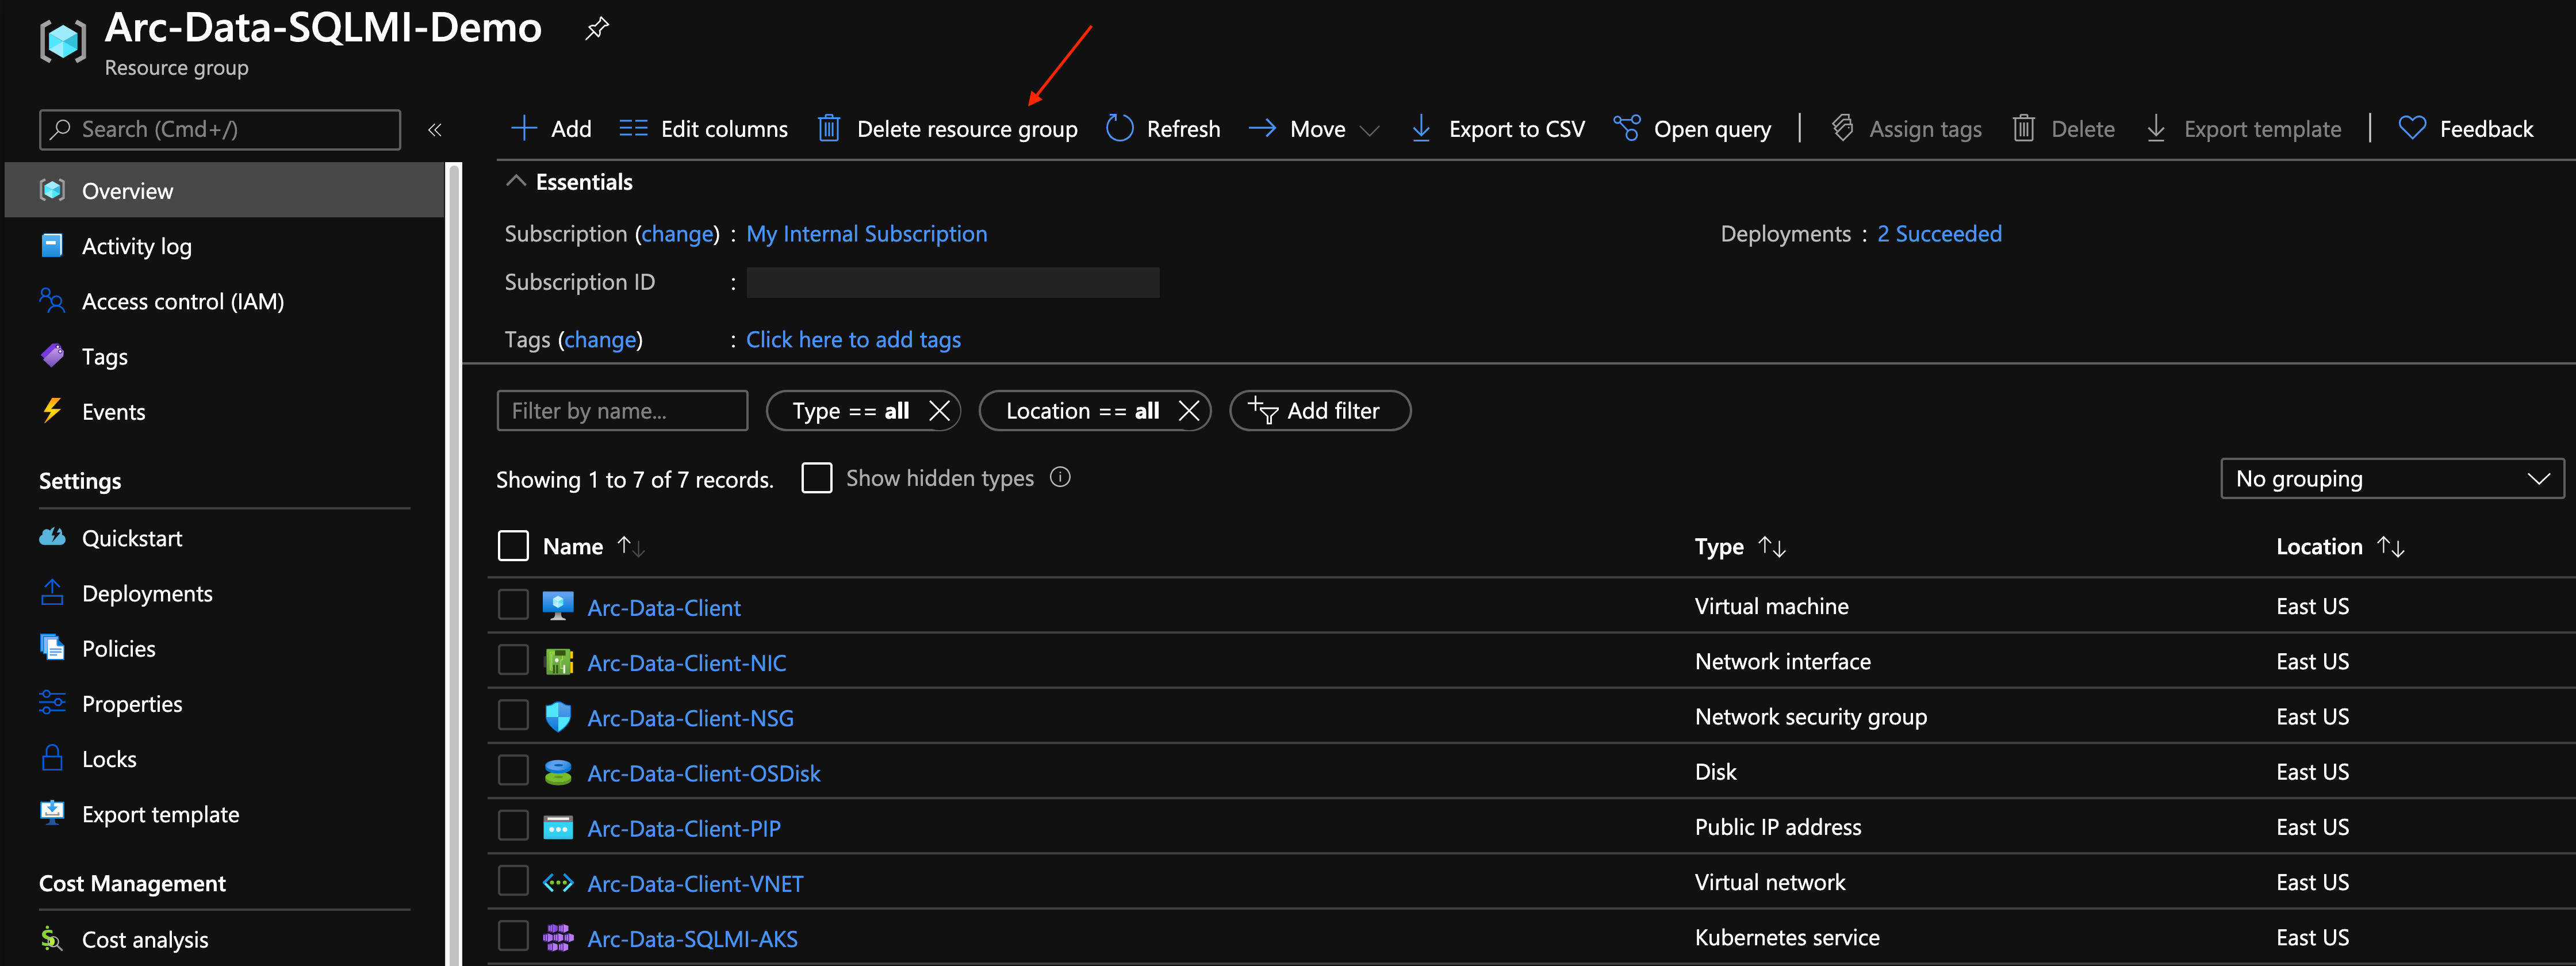 Arc-Data-SQLMI-Demo
Resource group
Search (Cmd+/)
«
Add
Edit columns
Delete resource group
Refresh
Move
Export to CSV
Open query
Assign tags
Delete
Export template
Feedback
Overview
Activity log
Access control (IAM)
Tags
Events
Settings
Quickstart
Deployments
Policies
Properties
Locks
Export template
Cost Management
Cost analysis
Essentials
Subscription (change) : My Internal Subscription
Deployments : 2 Succeeded
Subscription ID :
Tags (change) : Click here to add tags
Filter by name...
Type == all
Location == all
Add filter
Showing 1 to 7 of 7 records.
Show hidden types
No grouping
Name Type Location
Arc-Data-Client Virtual machine East US
Arc-Data-Client-NIC Network interface East US
Arc-Data-Client-NSG Network security group East US
Arc-Data-Client-OSDisk Disk East US
Arc-Data-Client-PIP Public IP address East US
Arc-Data-Client-VNET Virtual network East US
Arc-Data-SQLMI-AKS Kubernetes service East US